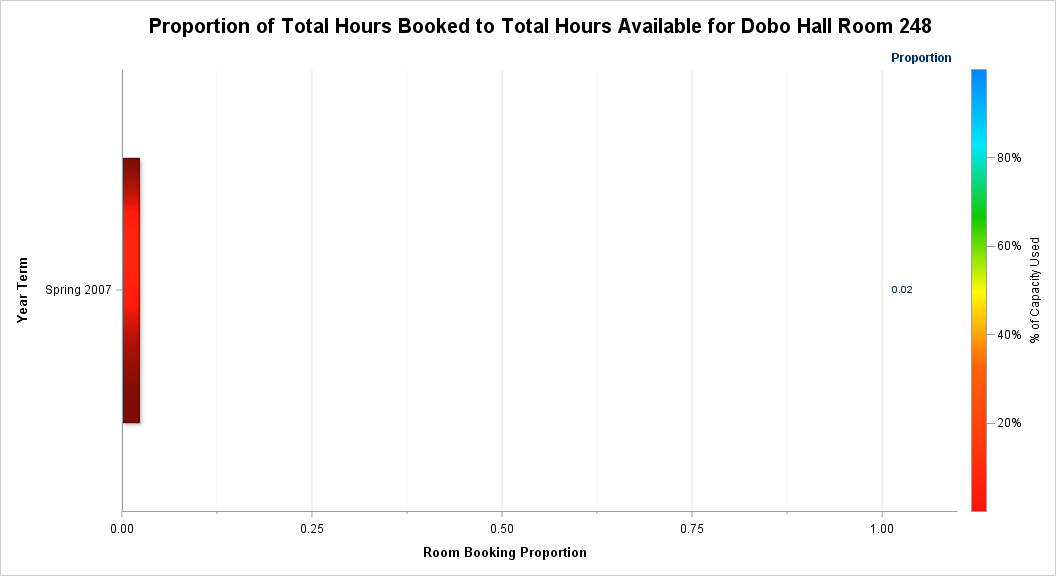 Proportion of Total Hours Booked to Total Hours Available for Dobo Hall Room 248
Proportion
80%
60%
40%
20%
% of Capacity Used
Year Term
Spring 2007
0.02
0.00 0.25 0.50 0.75 1.00
Room Booking Proportion